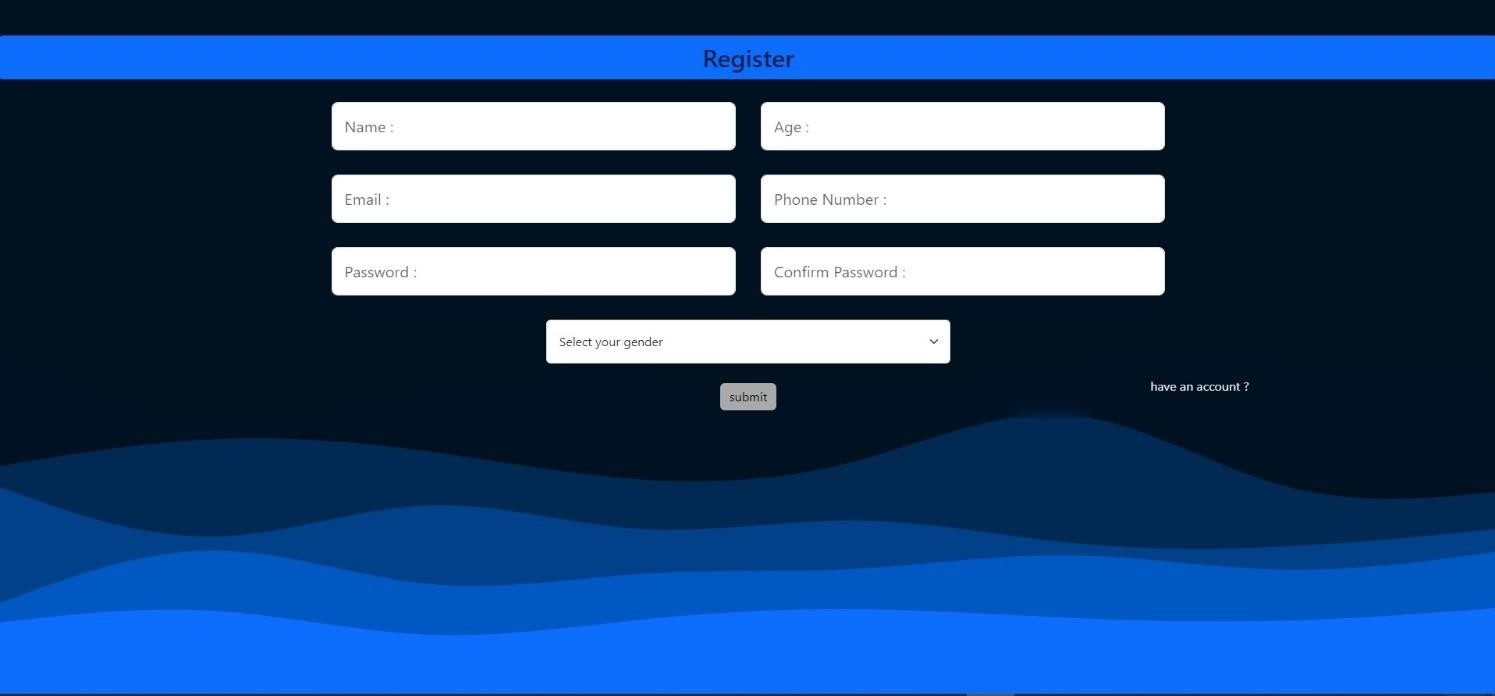 Register
Name :
Age :
Email :
Phone Number :
Password :
Confirm Password :
Select your gender
have an account ?
submit